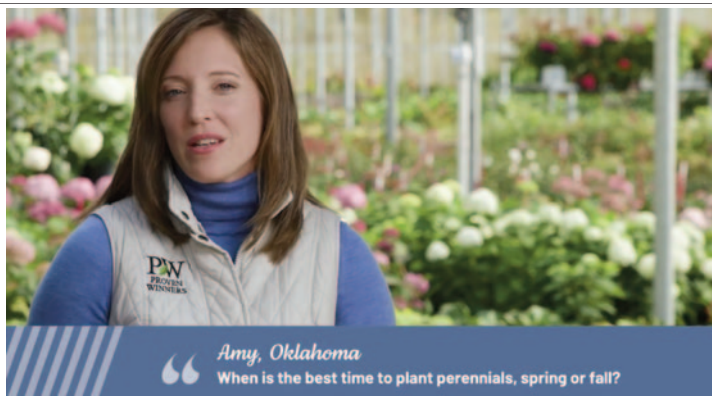 PW
PROVEN
WINNERS
Amy, Oklahoma
“ When is the best time to plant perennials, spring or fall?